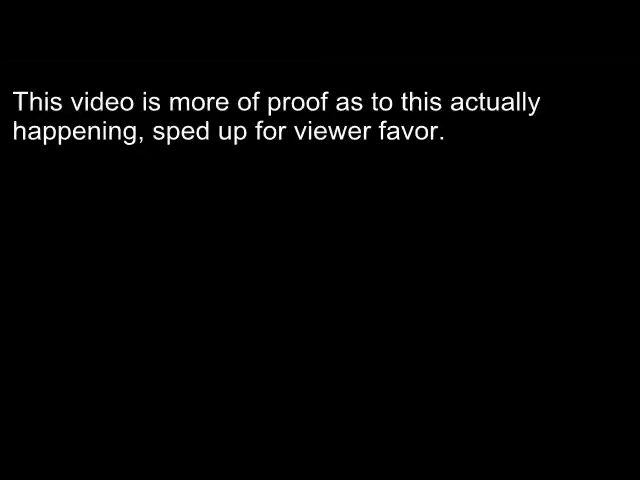 This video is more of proof as to this actually
happening, sped up for viewer favor.